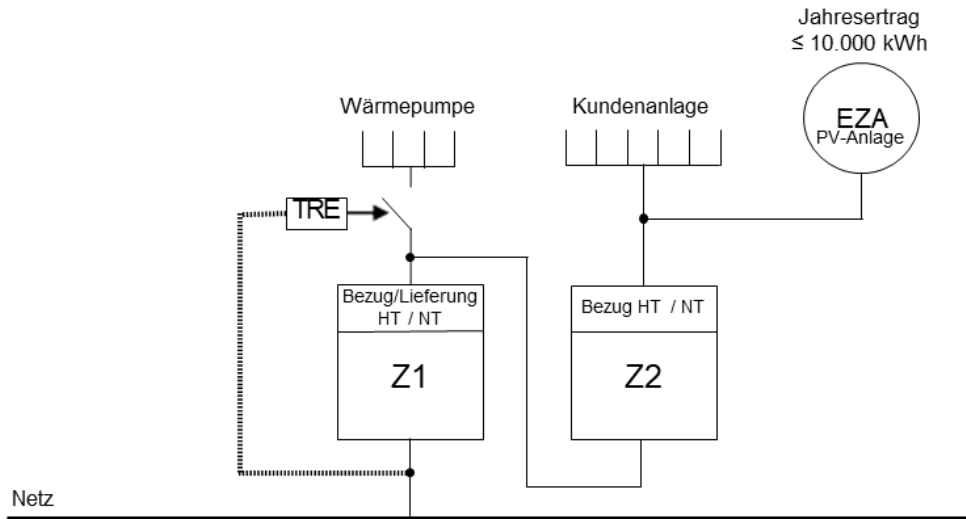 Jahresertrag
≤ 10.000 kWh
Wärmepumpe
Kundenanlage
EZA
PV-Anlage
TRE
Bezug/Lieferung
HT / NT
Z1
Bezug HT / NT
Z2
Netz